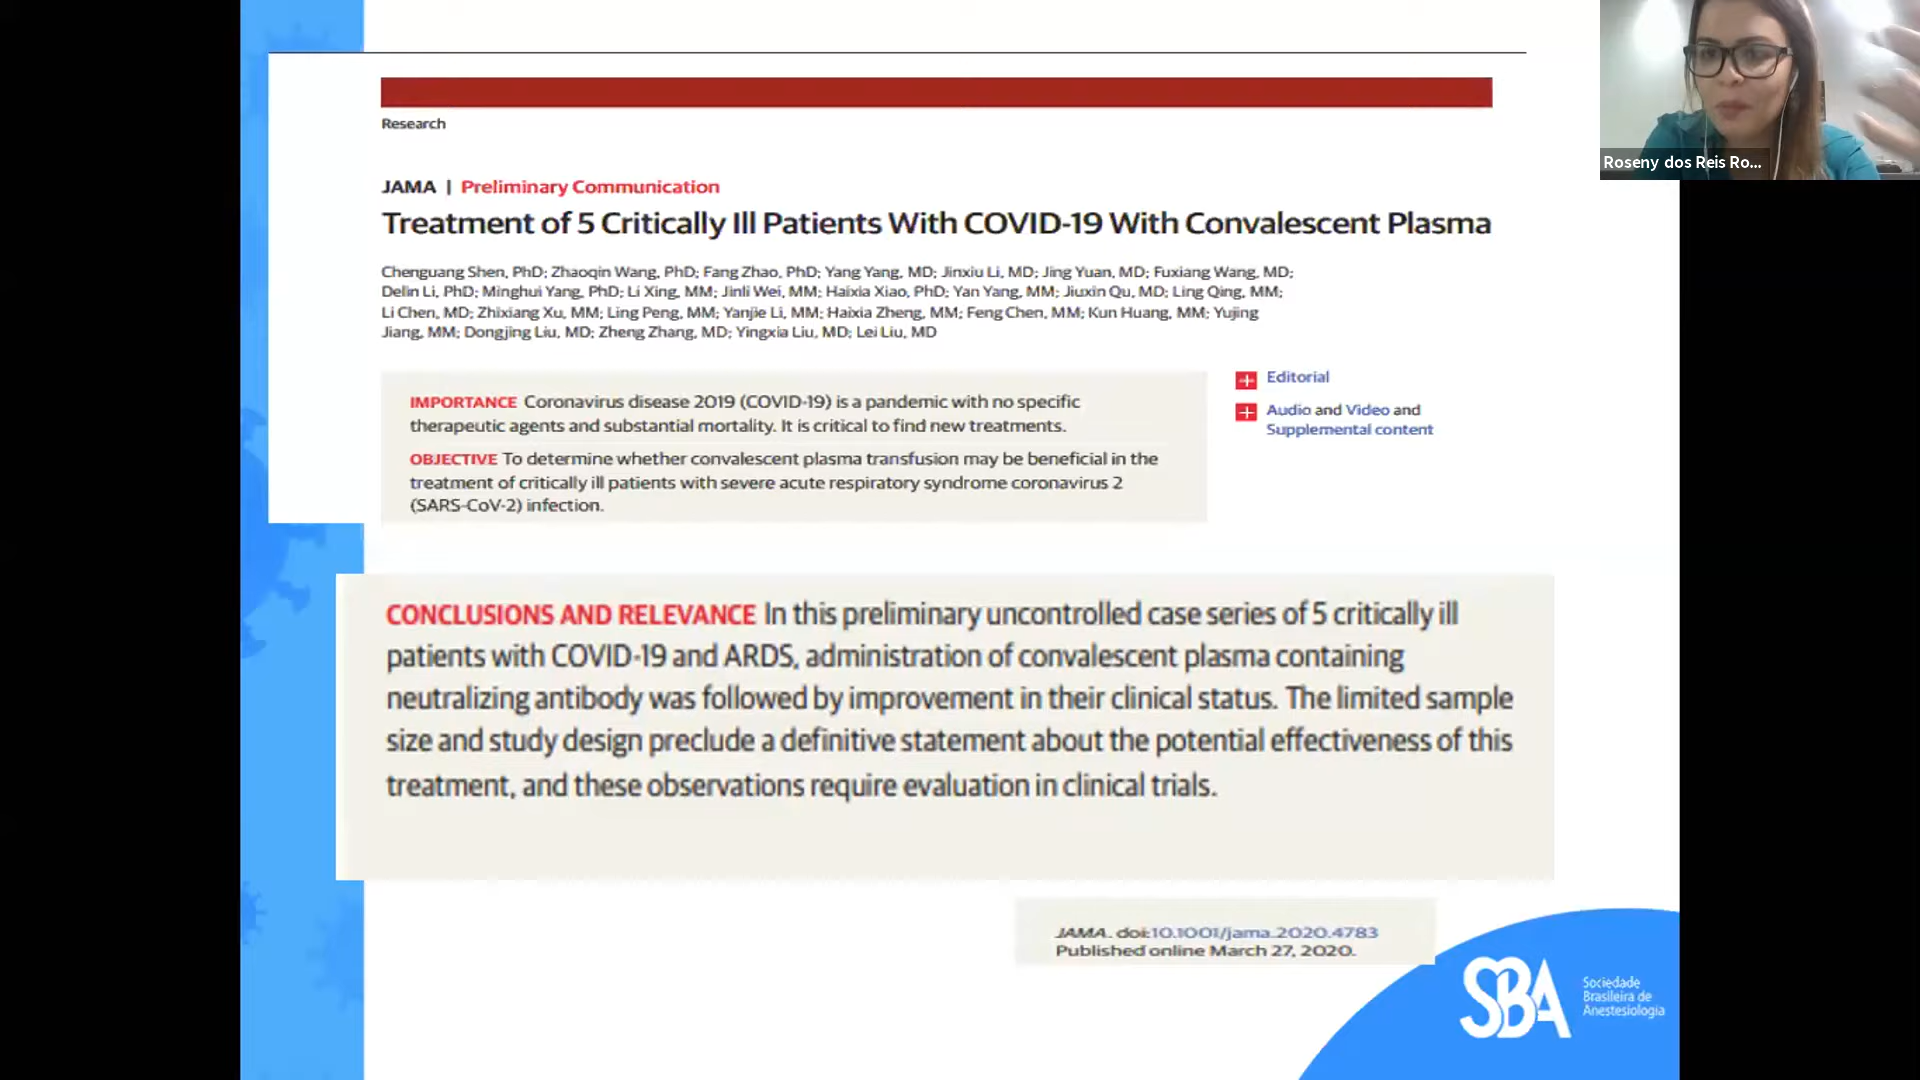 Research
JAMA | Preliminary Communication
Treatment of 5 Critically Ill Patients With COVID-19 With Convalescent Plasma
Chenguang Shen, PhD; Zhaoqin Wang, PhD; Fang Zhao, PhD; Yang Yang, MD; Jinxiu Li, MD; Jing Yuan, MD; Fuxiang Wang, MD;
Delin Li, PhD; Minghui Yang, PhD; Li Xing, MM; Jinli Wei, MM; Haixia Xiao, PhD; Yan Yang, MM; Jiuxin Qu, MD; Ling Qing, MM;
Li Chen, MD; Zhixiang Xu, MM; Ling Peng, MM; Yanjie Li, MM; Haixia Zheng, MM; Feng Chen, MM; Kun Huang, MM; Yujing
Jiang, MM; Dongjing Liu, MD; Zheng Zhang, MD; Yingxia Liu, MD; Lei Liu, MD
IMPORTANCE Coronavirus disease 2019 (COVID-19) is a pandemic with no specific
therapeutic agents and substantial mortality. It is critical to find new treatments.
OBJECTIVE To determine whether convalescent plasma transfusion may be beneficial in the
treatment of critically ill patients with severe acute respiratory syndrome coronavirus 2
(SARS-CoV-2) infection.
Editorial
Audio and Video and
Supplemental content
CONCLUSIONS AND RELEVANCE In this preliminary uncontrolled case series of 5 critically ill
patients with COVID-19 and ARDS, administration of convalescent plasma containing
neutralizing antibody was followed by improvement in their clinical status. The limited sample
size and study design preclude a definitive statement about the potential effectiveness of this
treatment, and these observations require evaluation in clinical trials.
JAMA. doi:10.1001/jama.2020.4783
Published online March 27, 2020.
SBA
Sociedade
Brasileira de
Anestesiologia
Roseny dos Reis Ro...